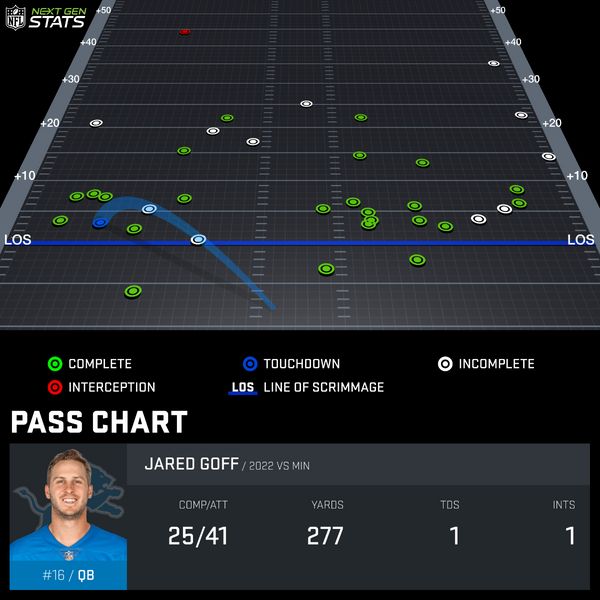 NFL NEXT GEN STATS
+50 +50
+40 +40
+30 +30
+20 +20
+10 +10
LOS LOS
COMPLETE TOUCHDOWN INCOMPLETE
INTERCEPTION LOS LINE OF SCRIMMAGE
PASS CHART
JARED GOFF / 2022 VS MIN
COMP/ATT YARDS TDS INTS
25/41 277 1 1
#16 / QB